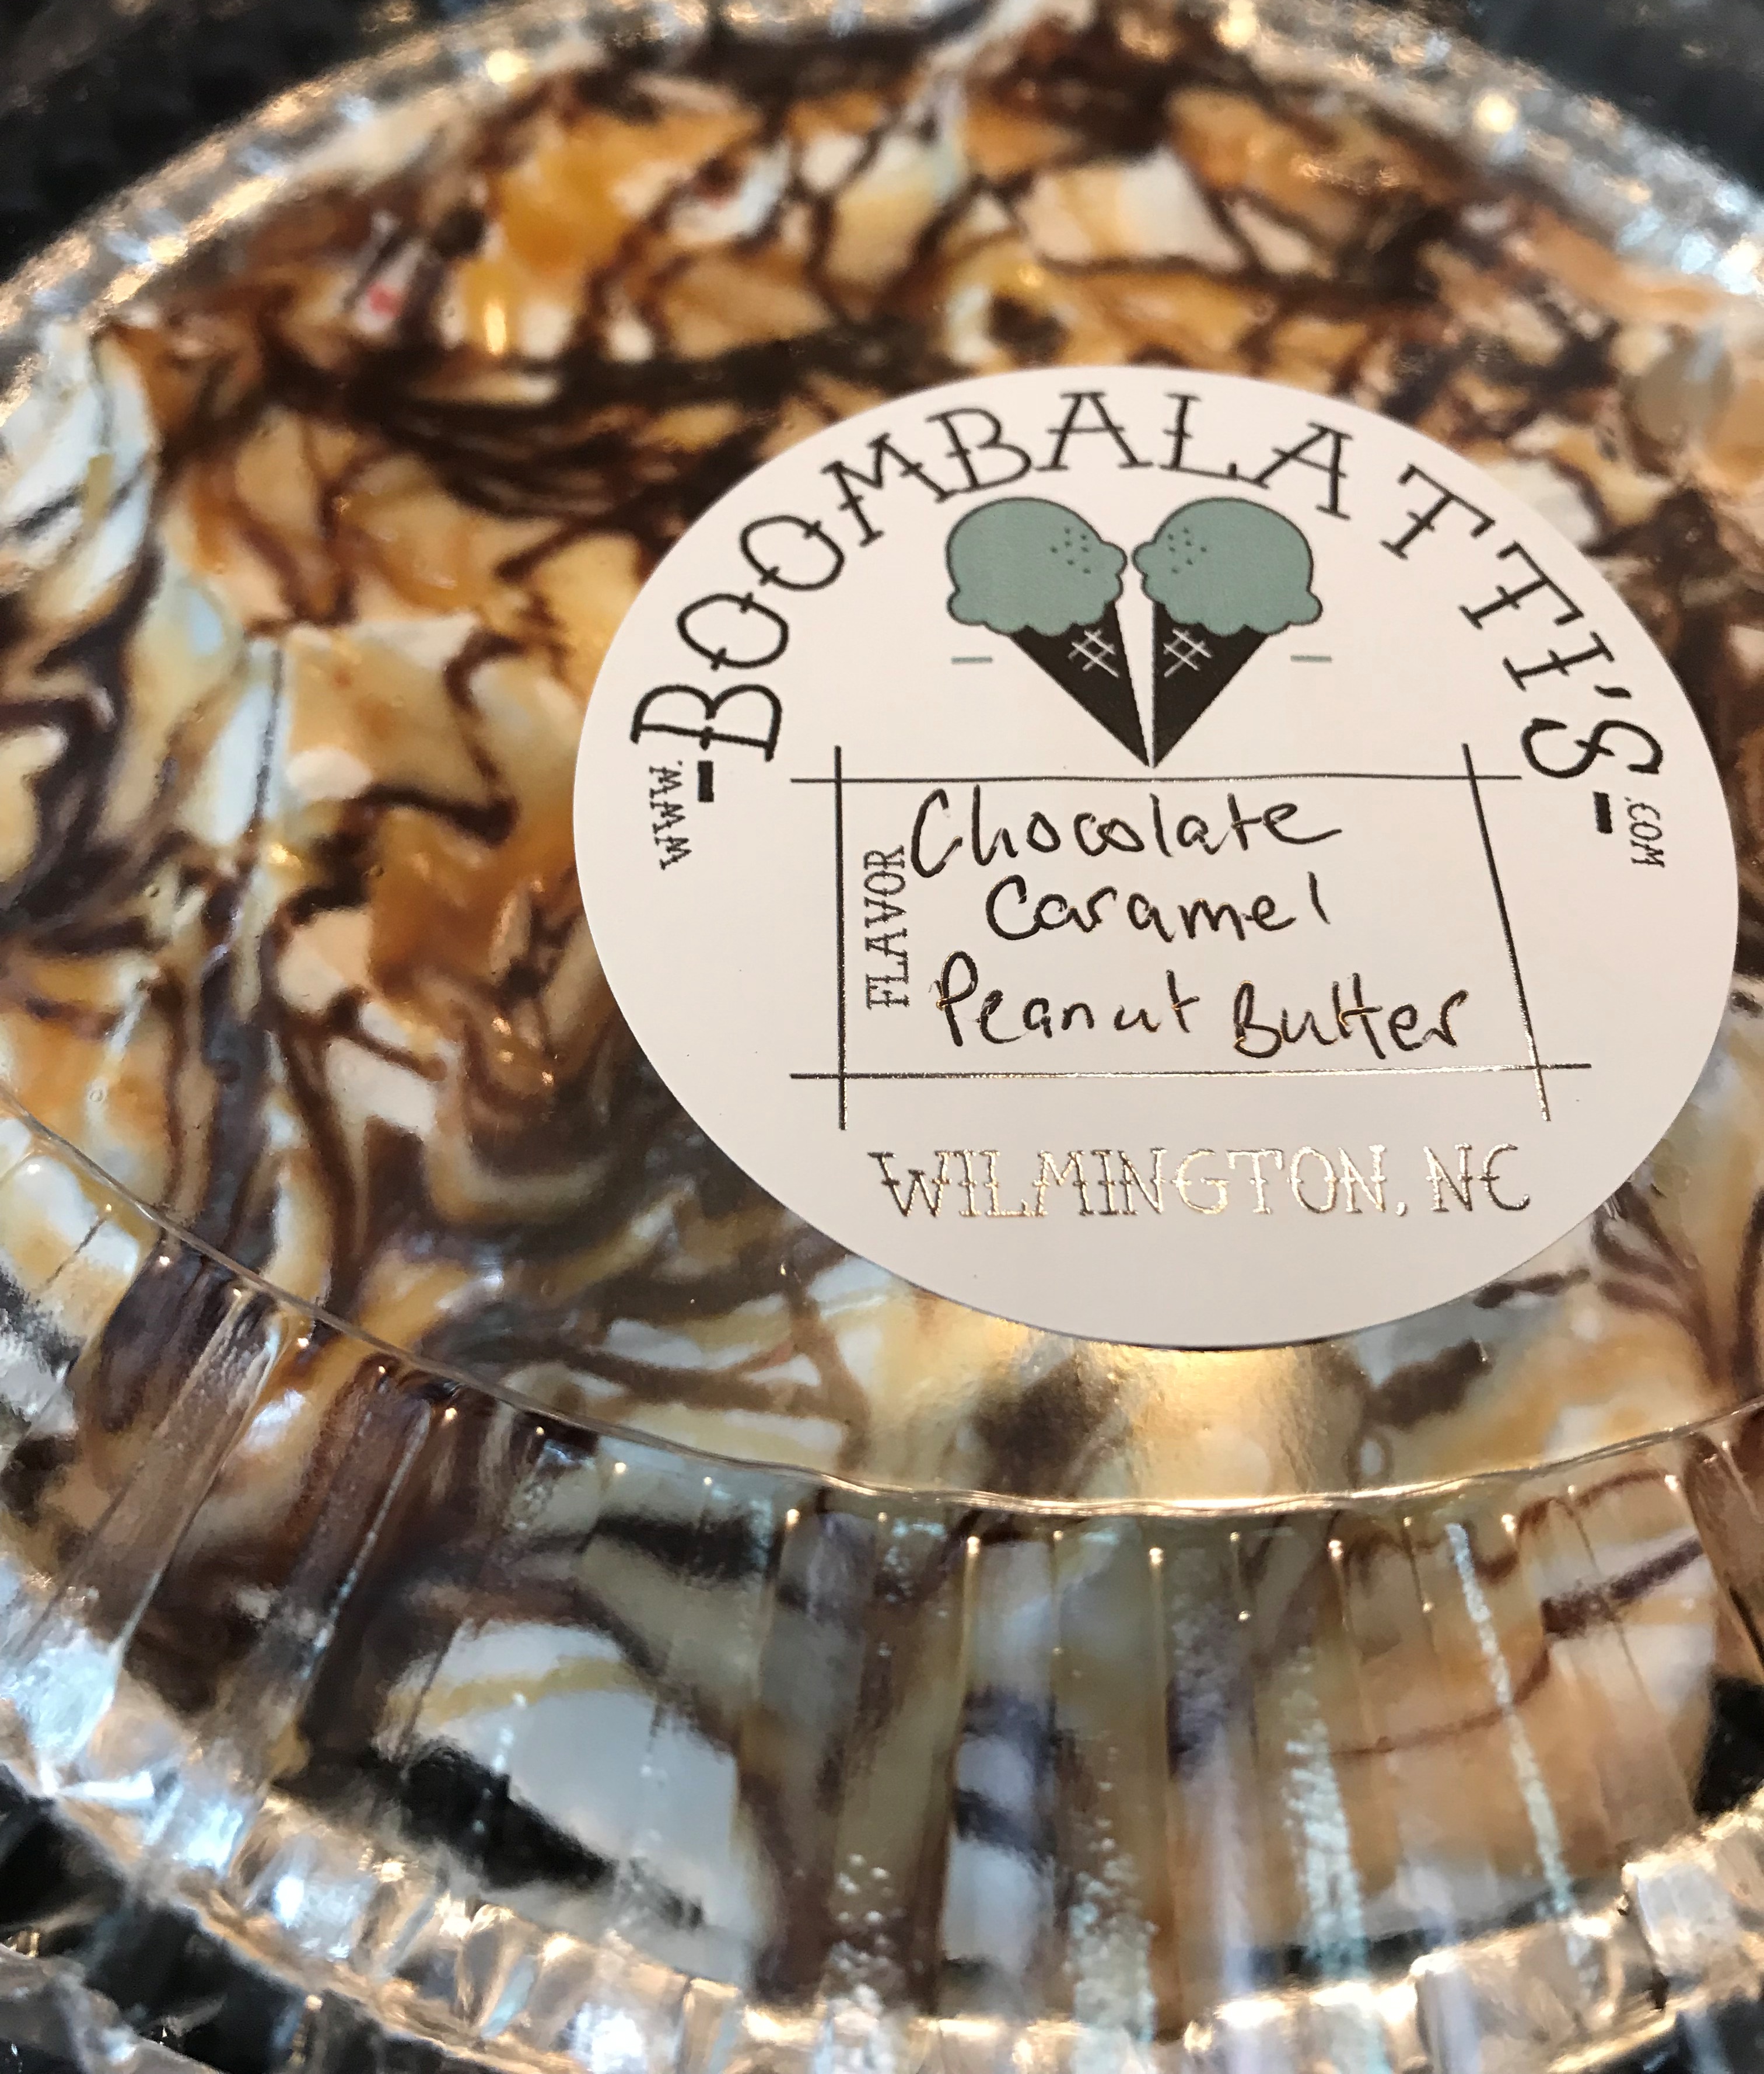 BOOMBALATTI'S
WWW.
.COM
FLAVOR
Chocolate
Caramel
Peanut Butter
WILMINGTON, NC